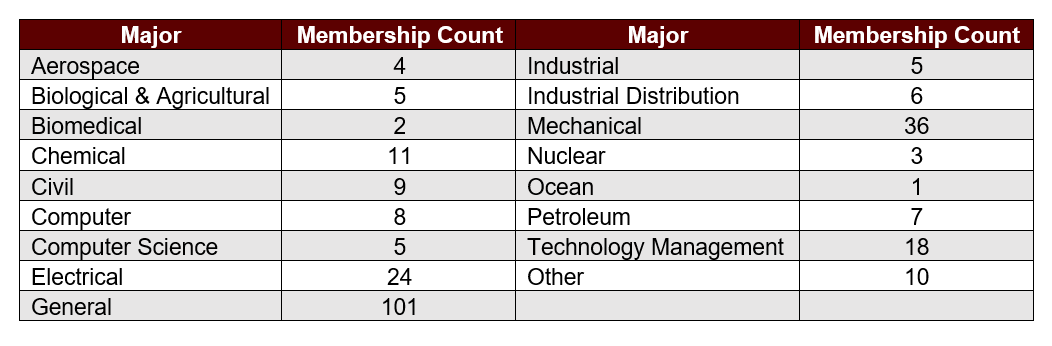 Major Membership Count Major Membership Count
Aerospace 4 Industrial 5
Biological & Agricultural 5 Industrial Distribution 6
Biomedical 2 Mechanical 36
Chemical 11 Nuclear 3
Civil 9 Ocean 1
Computer 8 Petroleum 7
Computer Science 5 Technology Management 18
Electrical 24 Other 10
General 101